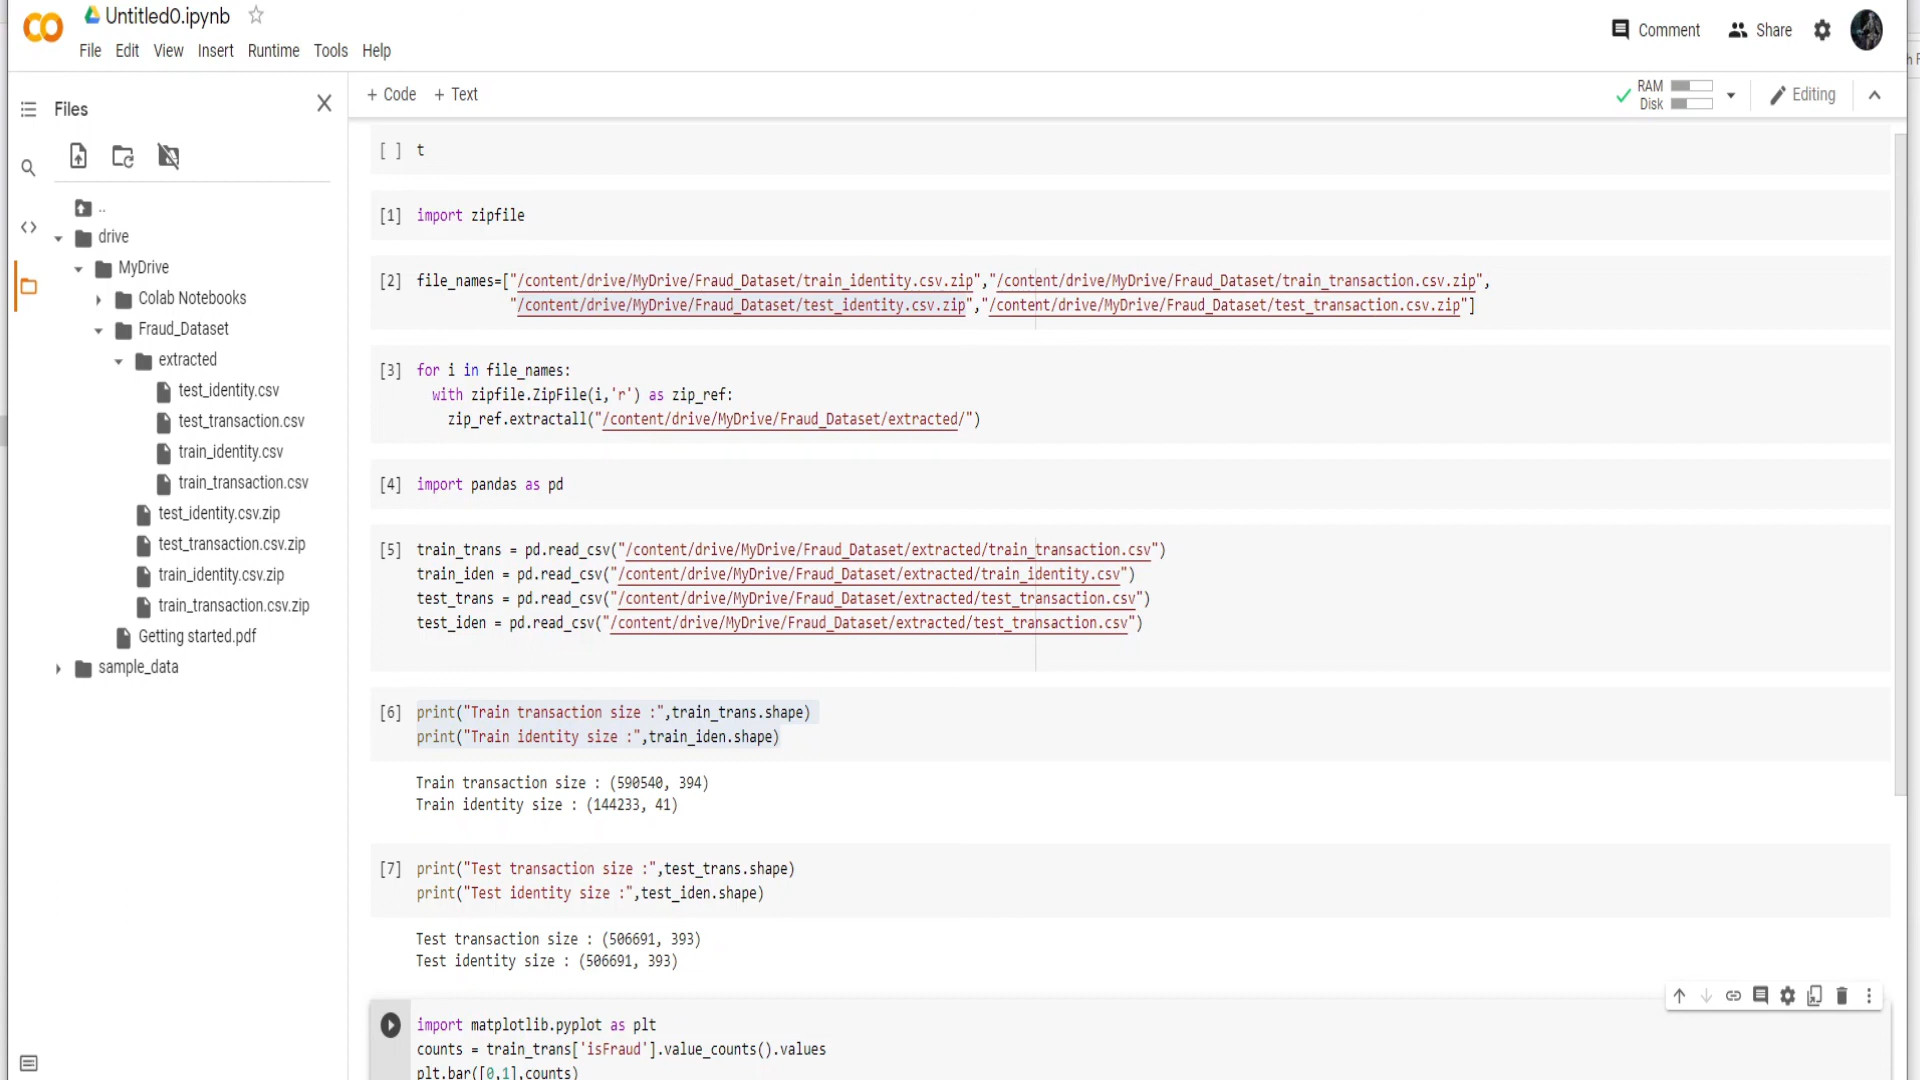 Untitled0.ipynb
File Edit View Insert Runtime Tools Help
Comment Share
Files
+ Code + Text
RAM
Disk
Editing
..
drive
MyDrive
Colab Notebooks
Fraud_Dataset
extracted
test_identity.csv
test_transaction.csv
train_identity.csv
train_transaction.csv
test_identity.csv.zip
test_transaction.csv.zip
train_identity.csv.zip
train_transaction.csv.zip
Getting started.pdf
sample_data
[ ] t
[1] import zipfile
[2] file_names=["/content/drive/MyDrive/Fraud_Dataset/train_identity.csv.zip","/content/drive/MyDrive/Fraud_Dataset/train_transaction.csv.zip",
"/content/drive/MyDrive/Fraud_Dataset/test_identity.csv.zip","/content/drive/MyDrive/Fraud_Dataset/test_transaction.csv.zip"]
[3] for i in file_names:
with zipfile.ZipFile(i,'r') as zip_ref:
zip_ref.extractall("/content/drive/MyDrive/Fraud_Dataset/extracted/")
[4] import pandas as pd
[5] train_trans = pd.read_csv("/content/drive/MyDrive/Fraud_Dataset/extracted/train_transaction.csv")
train_iden = pd.read_csv("/content/drive/MyDrive/Fraud_Dataset/extracted/train_identity.csv")
test_trans = pd.read_csv("/content/drive/MyDrive/Fraud_Dataset/extracted/test_transaction.csv")
test_iden = pd.read_csv("/content/drive/MyDrive/Fraud_Dataset/extracted/test_transaction.csv")
[6] print("Train transaction size :",train_trans.shape)
print("Train identity size :",train_iden.shape)
Train transaction size : (590540, 394)
Train identity size : (144233, 41)
[7] print("Test transaction size :",test_trans.shape)
print("Test identity size :",test_iden.shape)
Test transaction size : (506691, 393)
Test identity size : (506691, 393)
import matplotlib.pyplot as plt
counts = train_trans['isFraud'].value_counts().values
plt.bar([0,1],counts)